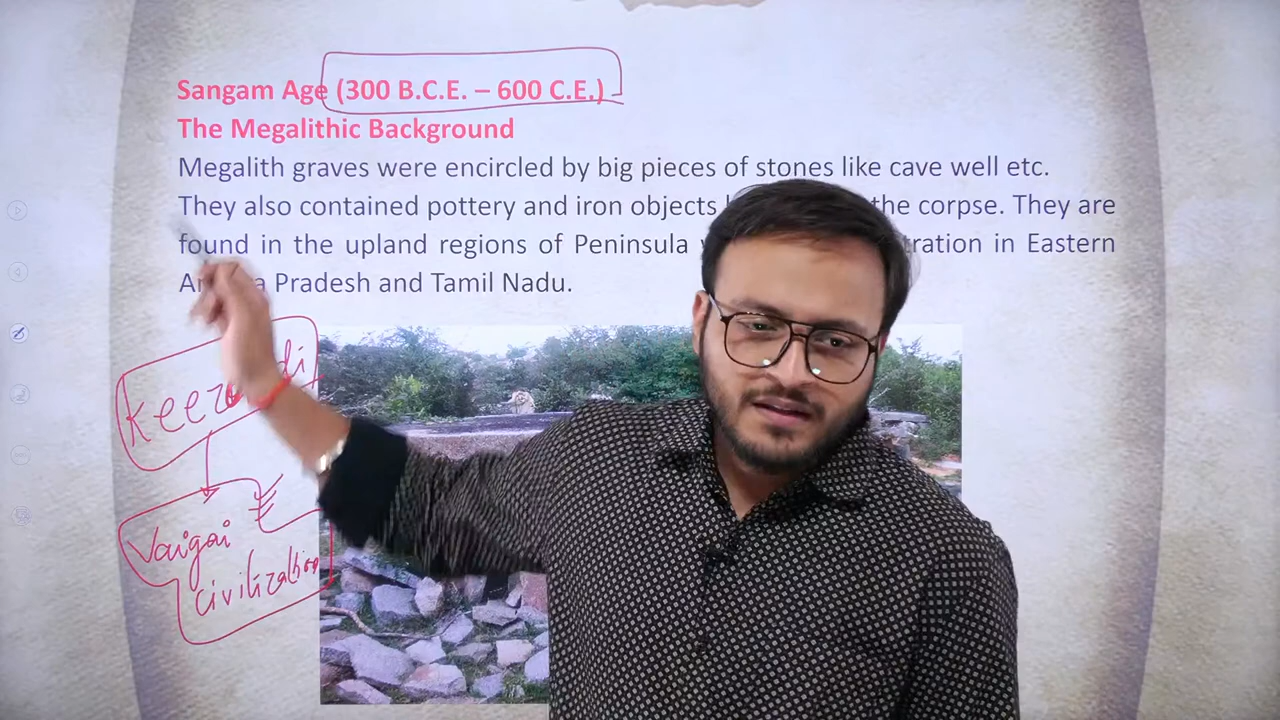 Sangam Age (300 B.C.E. – 600 C.E.)
The Megalithic Background
Megalith graves were encircled by big pieces of stones like cave well etc.
They also contained pottery and iron objects the corpse. They are
found in the upland regions of Peninsula in Eastern
Pradesh and Tamil Nadu.
Vaigai
civilization